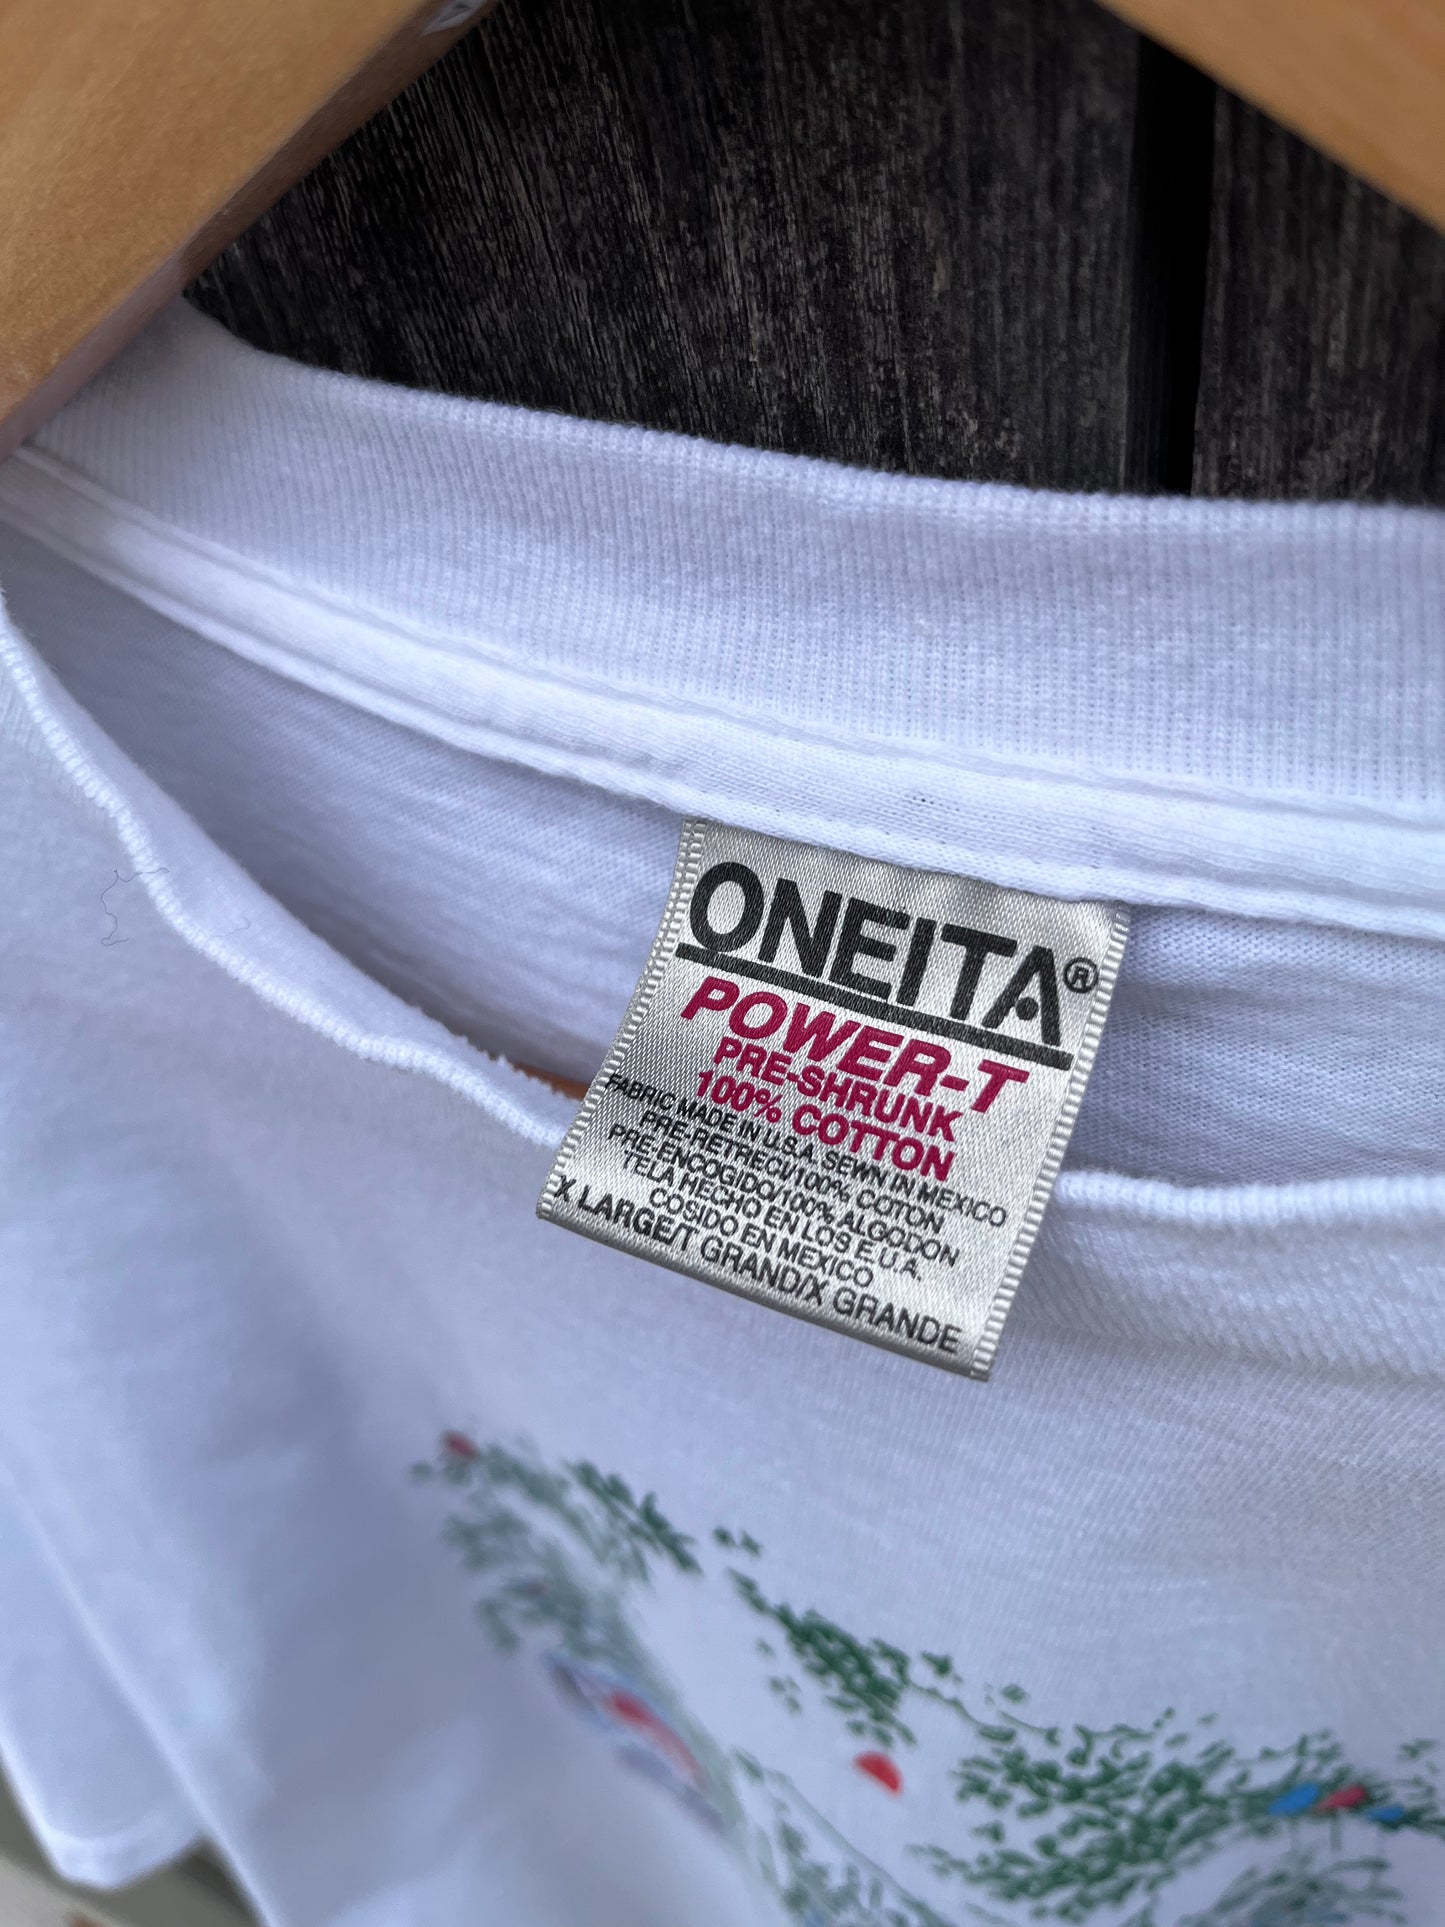 ONEITA®
POWER-T
PRE-SHRUNK
100% COTTON
FABRIC MADE IN U.S.A. SEWN IN MEXICO
PRE-RETRECI/100% COTTON
PRE-ENCOGIDO/100% ALGODON
TELA HECHO EN LOS E.U.A.
COSIDO EN MEXICO
X LARGE/T GRAND/X GRANDE